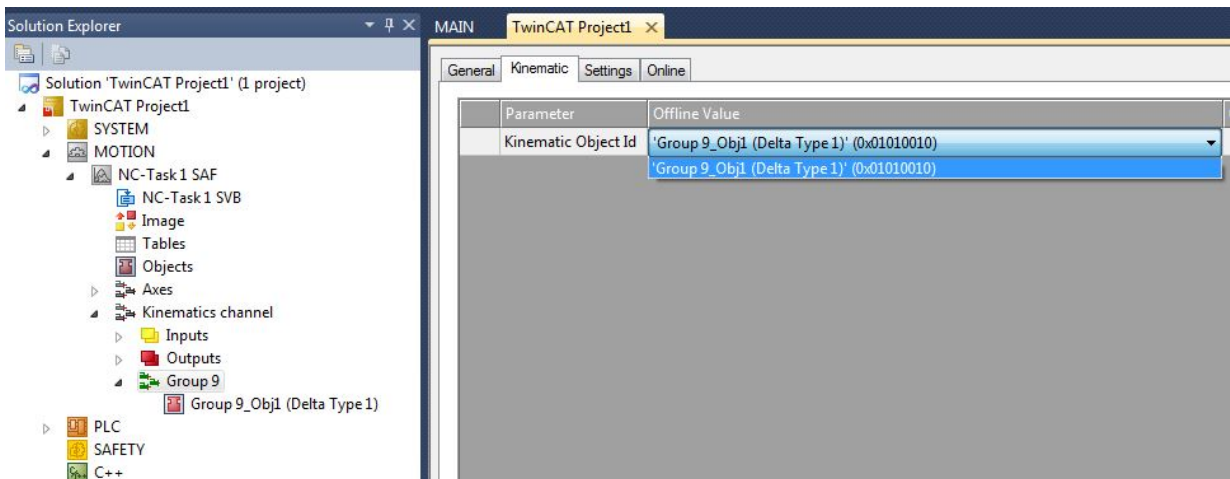 Solution Explorer
MAIN
TwinCAT Project1
General
Kinematic
Settings
Online
Solution 'TwinCAT Project1' (1 project)
TwinCAT Project1
SYSTEM
MOTION
NC-Task 1 SAF
NC-Task 1 SVB
Image
Tables
Objects
Axes
Kinematics channel
Inputs
Outputs
Group 9
Group 9_Obj1 (Delta Type 1)
PLC
SAFETY
C++
Parameter
Offline Value
Kinematic Object Id
'Group 9_Obj1 (Delta Type 1)' (0x01010010)
'Group 9_Obj1 (Delta Type 1)' (0x01010010)